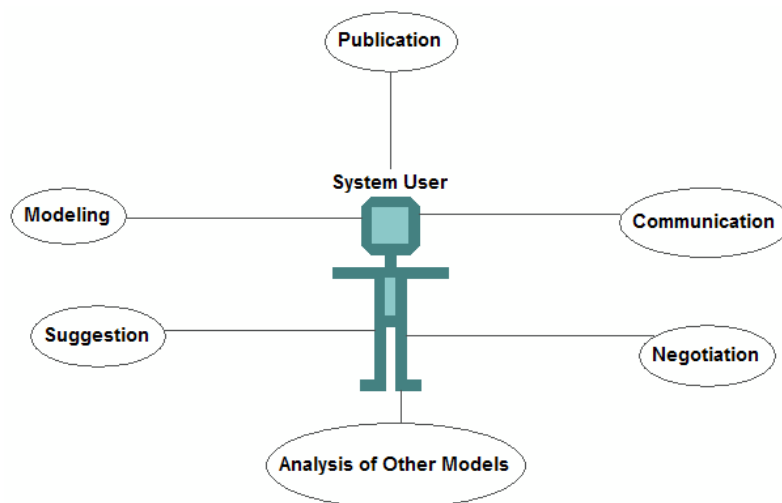 Publication
System User
Modeling
Communication
Suggestion
Negotiation
Analysis of Other Models